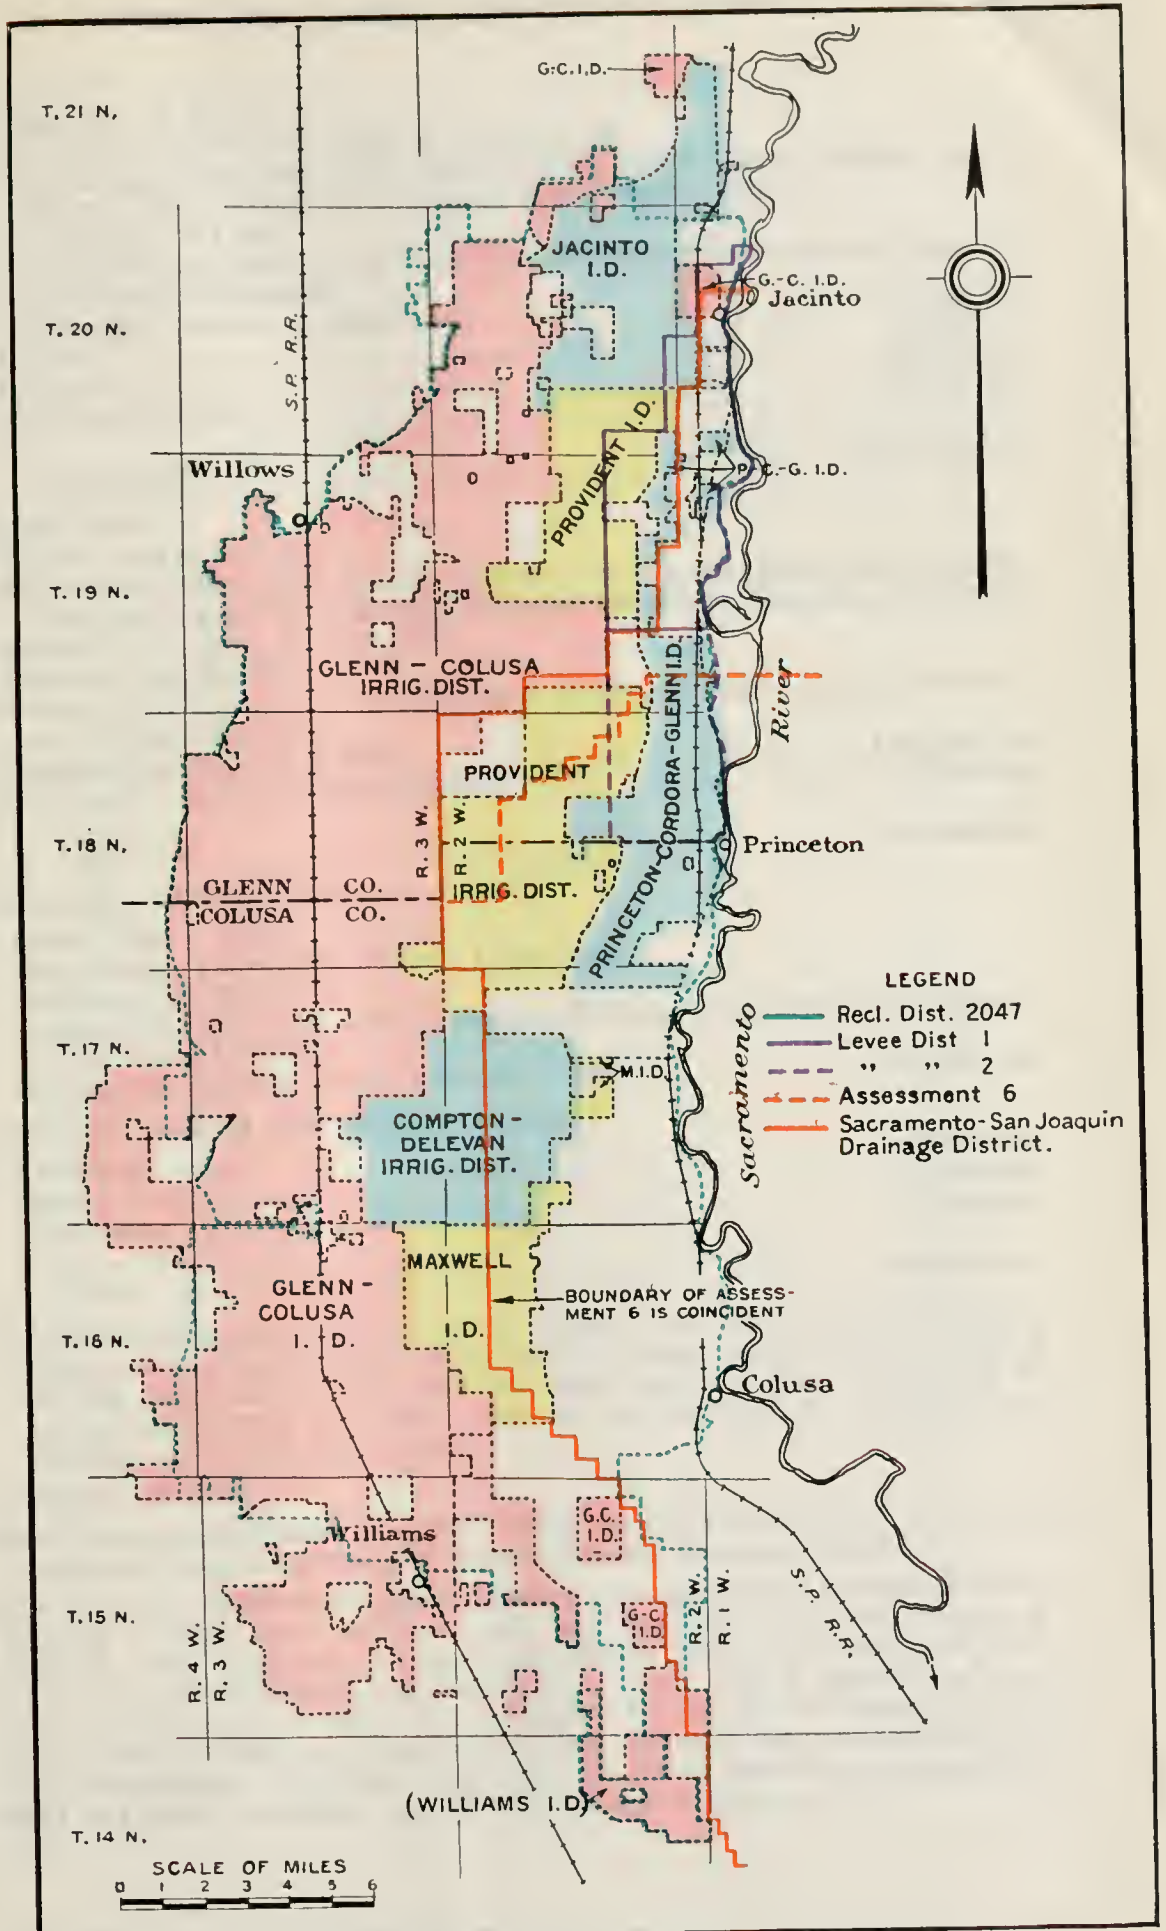 G.-C. I.D.
T. 21 N.
JACINTO
I.D.
G.-C. I.D.
Jacinto
T. 20 N.
S.P. R.R.
PROVIDENT I.D.
Willows
P.-C.-G. I.D.
T. 19 N.
GLENN - COLUSA
IRRIG. DIST.
River
PROVIDENT
PRINCETON-CORDORA-GLENN I.D.
R. 3 W.
R. 2 W.
T. 18 N.
Princeton
GLENN CO.
COLUSA CO.
IRRIG. DIST.
LEGEND
Recl. Dist. 2047
Levee Dist 1
" " 2
Assessment 6
Sacramento-San Joaquin
Drainage District.
Sacramento
T. 17 N.
M.I.D.
COMPTON-
DELEVAN
IRRIG. DIST.
MAXWELL
I.D.
GLENN-
COLUSA
I. D.
BOUNDARY OF ASSESS-
MENT 6 IS COINCIDENT
T. 16 N.
Colusa
G.C.
I.D.
Williams
S.P. R.R.
T. 15 N.
G-C.
I.D.
R. 2 W.
R. 1 W.
R. 4 W.
R. 3 W.
(WILLIAMS I.D.)
T. 14 N.
SCALE OF MILES
0 1 2 3 4 5 6